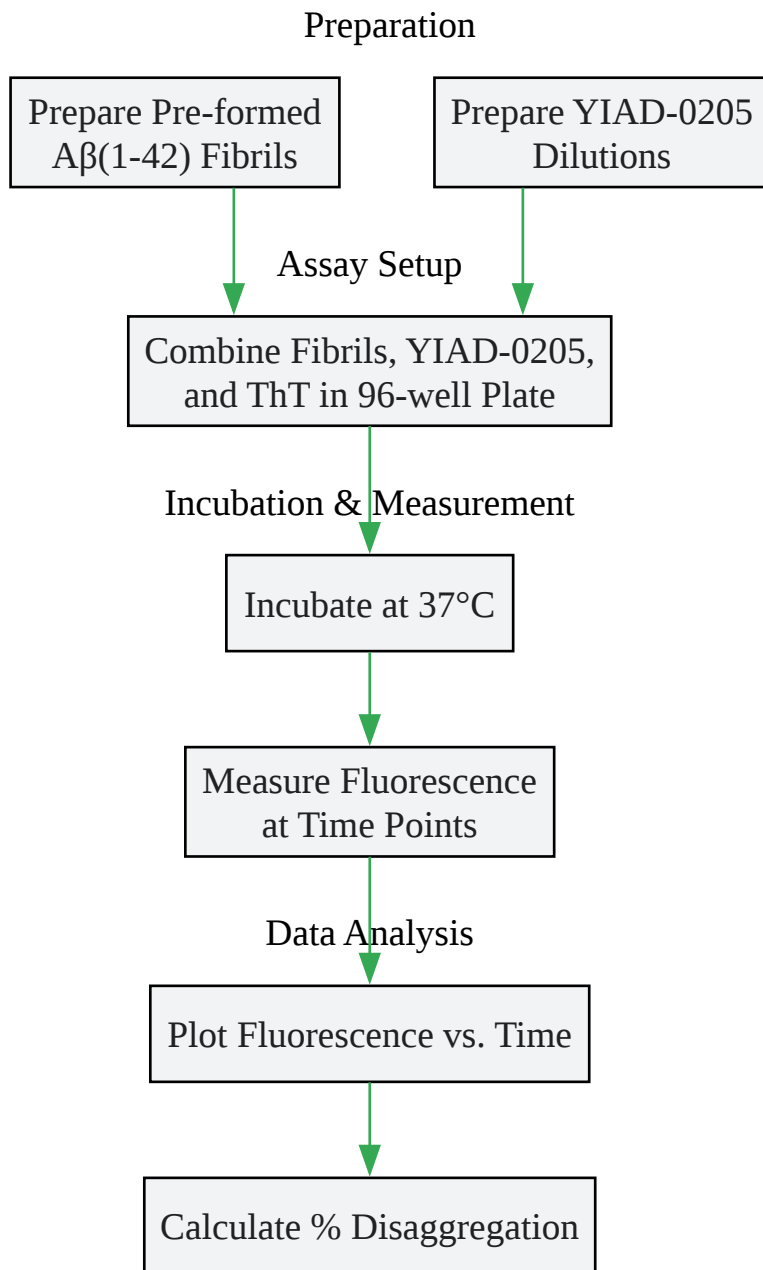 Preparation
Prepare Pre-formed
Aβ(1-42) Fibrils
Prepare YIAD-0205
Dilutions
Assay Setup
Combine Fibrils, YIAD-0205,
and ThT in 96-well Plate
Incubation & Measurement
Incubate at 37°C
Measure Fluorescence
at Time Points
Data Analysis
Plot Fluorescence vs. Time
Calculate % Disaggregation